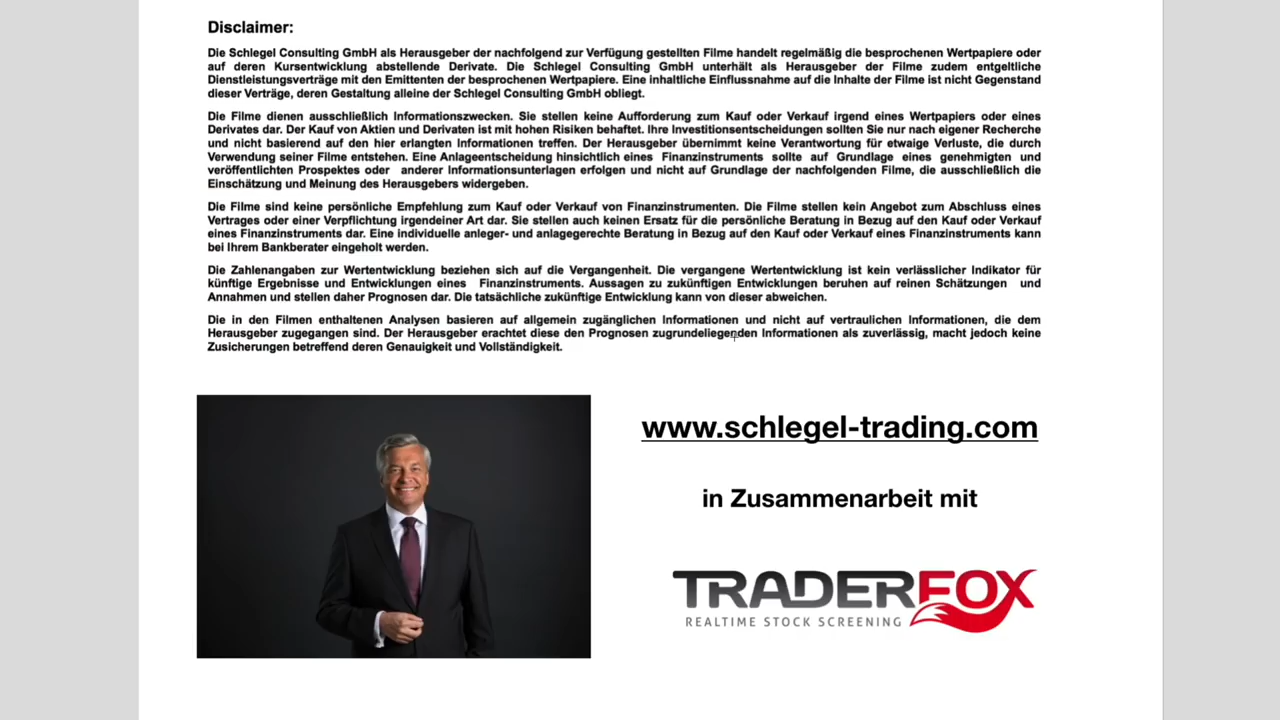 Disclaimer:
Die Schlegel Consulting GmbH als Herausgeber der nachfolgend zur Verfügung gestellten Filme handelt regelmäßig die besprochenen Wertpapiere oder
auf deren Kursentwicklung abstellende Derivate. Die Schlegel Consulting GmbH unterhält als Herausgeber der Filme zudem entgeltliche
Dienstleistungsverträge mit den Emittenten der besprochenen Wertpapiere. Eine inhaltliche Einflussnahme auf die Inhalte der Filme ist nicht Gegenstand
dieser Verträge, deren Gestaltung alleine der Schlegel Consulting GmbH obliegt.
Die Filme dienen ausschließlich Informationszwecken. Sie stellen keine Aufforderung zum Kauf oder Verkauf irgend eines Wertpapiers oder eines
Derivates dar. Der Kauf von Aktien und Derivaten ist mit hohen Risiken behaftet. Ihre Investitionsentscheidungen sollten Sie nur nach eigener Recherche
und nicht basierend auf den hier erlangten Informationen treffen. Der Herausgeber übernimmt keine Verantwortung für etwaige Verluste, die durch
Verwendung seiner Filme entstehen. Eine Anlageentscheidung hinsichtlich eines Finanzinstruments sollte auf Grundlage eines genehmigten und
veröffentlichten Prospektes oder anderer Informationsunterlagen erfolgen und nicht auf Grundlage der nachfolgenden Filme, die ausschließlich die
Einschätzung und Meinung des Herausgebers widergeben.
Die Filme sind keine persönliche Empfehlung zum Kauf oder Verkauf von Finanzinstrumenten. Die Filme stellen kein Angebot zum Abschluss eines
Vertrages oder einer Verpflichtung irgendeiner Art dar. Sie stellen auch keinen Ersatz für die persönliche Beratung in Bezug auf den Kauf oder Verkauf
eines Finanzinstruments dar. Eine individuelle anleger- und anlagegerechte Beratung in Bezug auf den Kauf oder Verkauf eines Finanzinstruments kann
bei Ihrem Bankberater eingeholt werden.
Die Zahlenangaben zur Wertentwicklung beziehen sich auf die Vergangenheit. Die vergangene Wertentwicklung ist kein verlässlicher Indikator für
künftige Ergebnisse und Entwicklungen eines Finanzinstruments. Aussagen zu zukünftigen Entwicklungen beruhen auf reinen Schätzungen und
Annahmen und stellen daher Prognosen dar. Die tatsächliche zukünftige Entwicklung kann von dieser abweichen.
Die in den Filmen enthaltenen Analysen basieren auf allgemein zugänglichen Informationen und nicht auf vertraulichen Informationen, die dem
Herausgeber zugegangen sind. Der Herausgeber erachtet diese den Prognosen zugrundeliegenden Informationen als zuverlässig, macht jedoch keine
Zusicherungen betreffend deren Genauigkeit und Vollständigkeit.
www.schlegel-trading.com
in Zusammenarbeit mit
TRADERFOX
REALTIME STOCK SCREENING